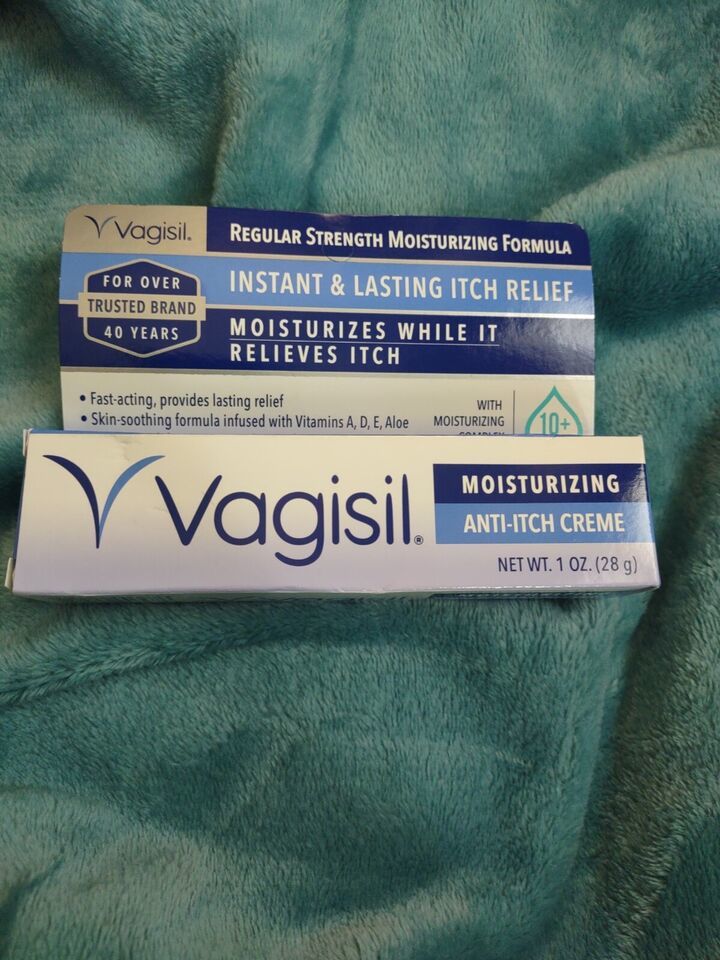 Vagisil®
REGULAR STRENGTH MOISTURIZING FORMULA
FOR OVER
TRUSTED BRAND
40 YEARS
INSTANT & LASTING ITCH RELIEF
MOISTURIZES WHILE IT
RELIEVES ITCH
• Fast-acting, provides lasting relief
• Skin-soothing formula infused with Vitamins A, D, E, Aloe
WITH
MOISTURIZING
10+
Vagisil®
MOISTURIZING
ANTI-ITCH CREME
NET WT. 1 OZ. (28 g)